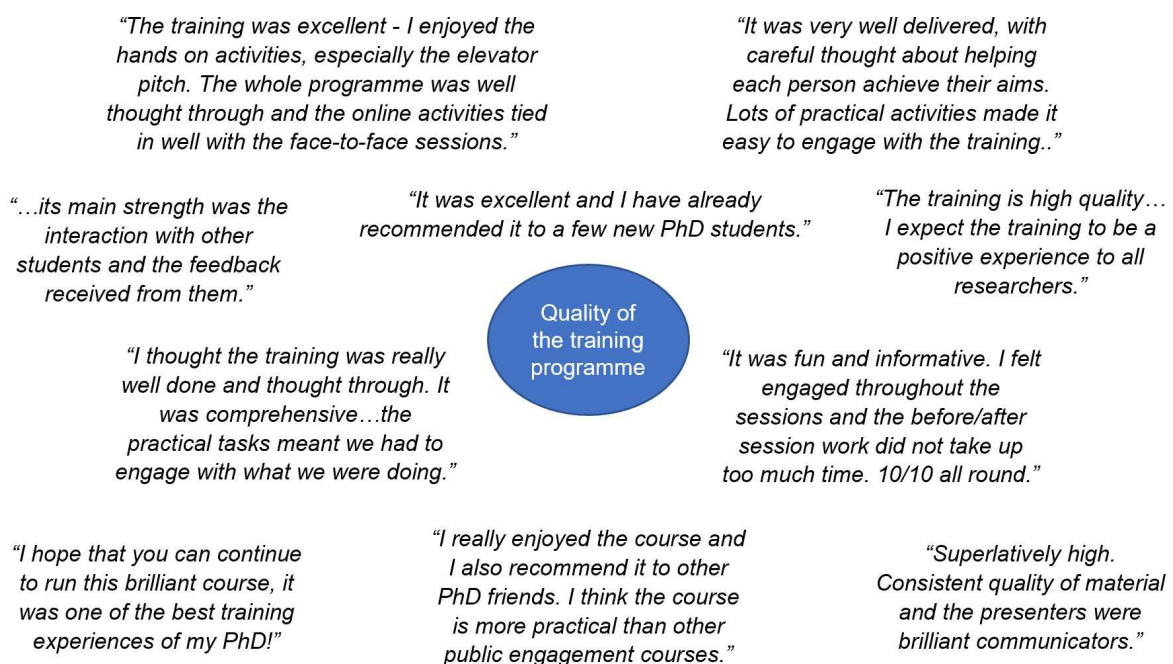 “The training was excellent - I enjoyed the
hands on activities, especially the elevator
pitch. The whole programme was well
thought through and the online activities tied
in well with the face-to-face sessions.”
“It was very well delivered, with
careful thought about helping
each person achieve their aims.
Lots of practical activities made it
easy to engage with the training..”
“…its main strength was the
interaction with other
students and the feedback
received from them.”
“It was excellent and I have already
recommended it to a few new PhD students.”
“The training is high quality…
I expect the training to be a
positive experience to all
researchers.”
Quality of
the training
programme
“I thought the training was really
well done and thought through. It
was comprehensive…the
practical tasks meant we had to
engage with what we were doing.”
“It was fun and informative. I felt
engaged throughout the
sessions and the before/after
session work did not take up
too much time. 10/10 all round.”
“I hope that you can continue
to run this brilliant course, it
was one of the best training
experiences of my PhD!”
“I really enjoyed the course and
I also recommend it to other
PhD friends. I think the course
is more practical than other
public engagement courses.”
“Superlatively high.
Consistent quality of material
and the presenters were
brilliant communicators.”